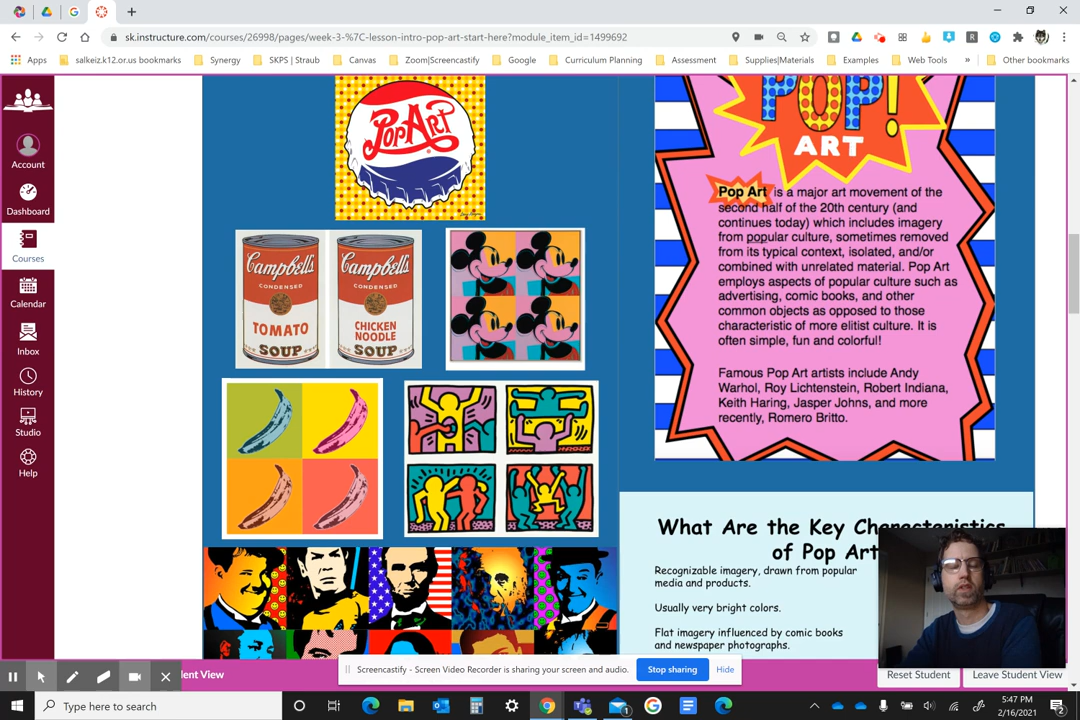 sk.instructure.com/courses/26998/pages/week-3-%7C-lesson-intro-pop-art-start-here?module_item_id=1499692
Apps
salkeiz.k12.or.us bookmarks
Synergy
SKPS | Straub
Canvas
Zoom|Screencastify
Google
Curriculum Planning
Assessment
Supplies|Materials
Examples
Web Tools
»
Other bookmarks
Account
Dashboard
Courses
Calendar
Inbox
History
Studio
Help
PopArt
Campbell's
CONDENSED
TOMATO
SOUP
Campbell's
CONDENSED
CHICKEN
NOODLE
SOUP
POP!
ART
Pop Art is a major art movement of the
second half of the 20th century (and
continues today) which includes imagery
from popular culture, sometimes removed
from its typical context, isolated, and/or
combined with unrelated material. Pop Art
employs aspects of popular culture such as
advertising, comic books, and other
common objects as opposed to those
characteristic of more elitist culture. It is
often simple, fun and colorful!
Famous Pop Art artists include Andy
Warhol, Roy Lichtenstein, Robert Indiana,
Keith Haring, Jasper Johns, and more
recently, Romero Britto.
What Are the Key Characteristics
of Pop Art
Recognizable imagery, drawn from popular
media and products.
Usually very bright colors.
Flat imagery influenced by comic books
and newspaper photographs.
dent View
Screencastify - Screen Video Recorder is sharing your screen and audio.
Stop sharing
Hide
Reset Student
Leave Student View
Type here to search
5:47 PM
2/16/2021